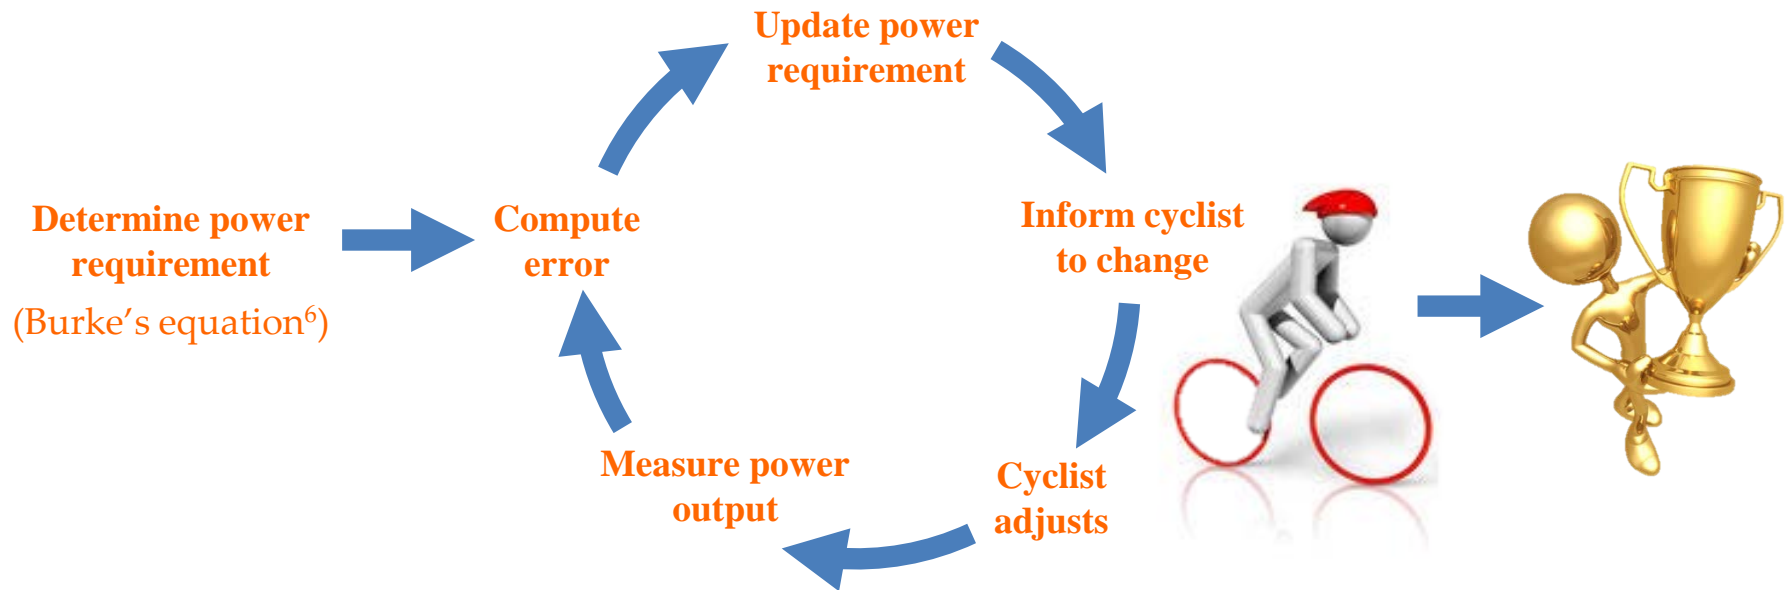 Update power
requirement
Determine power
requirement
(Burke's equation⁶)
Compute
error
Inform cyclist
to change
Measure power
output
Cyclist
adjusts